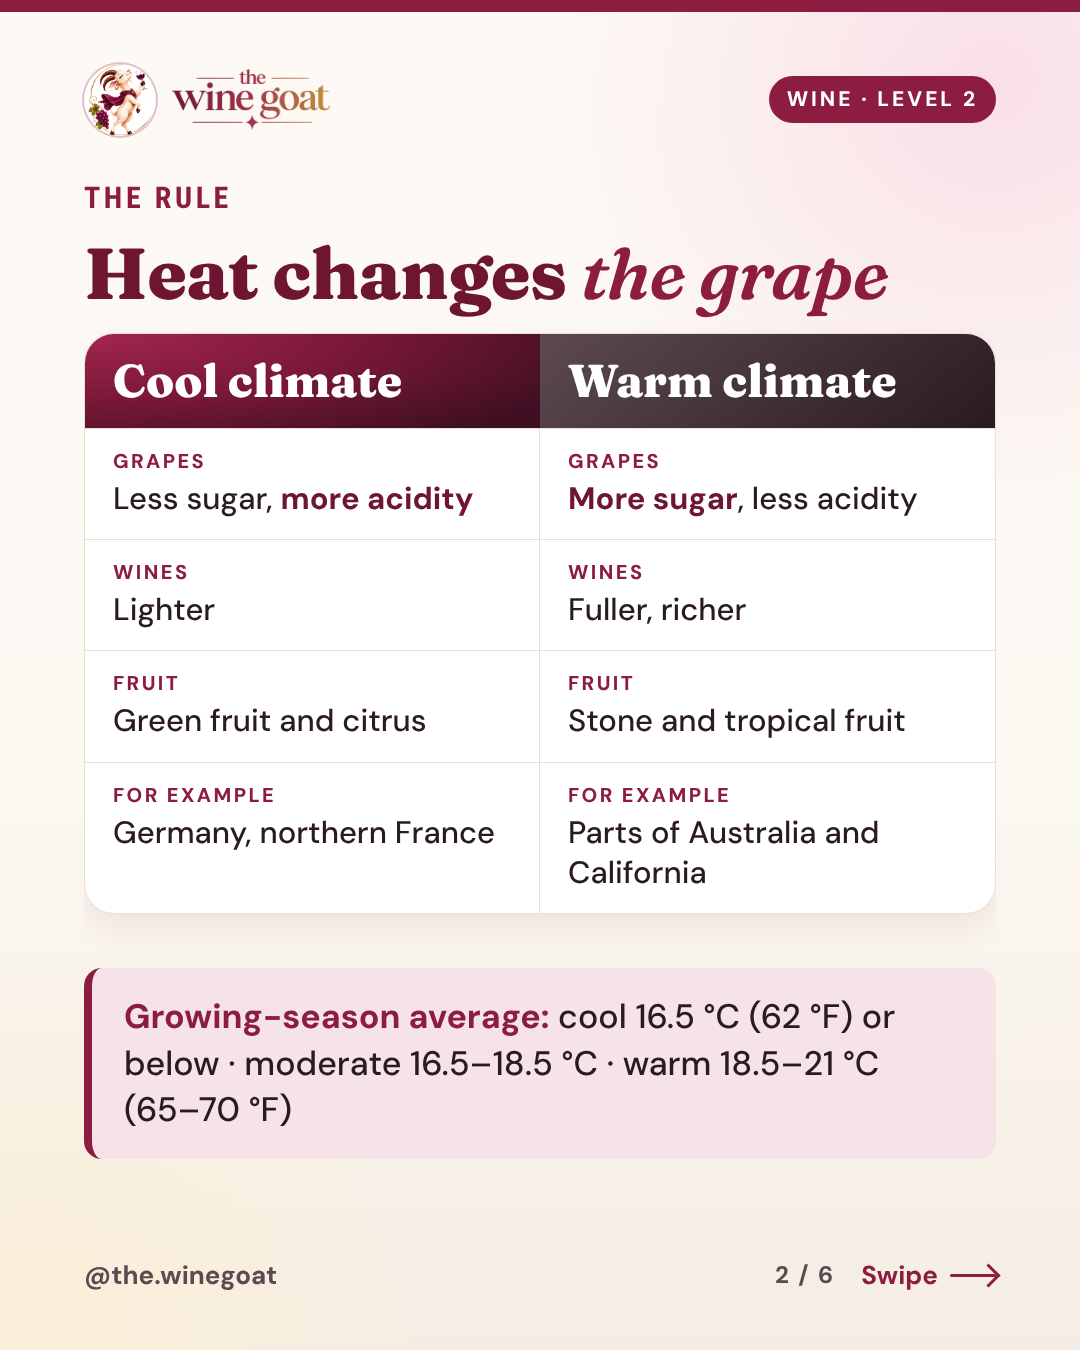 the
wine goat
WINE · LEVEL 2
THE RULE
Heat changes the grape
Cool climate
Warm climate
GRAPES
Less sugar, more acidity
GRAPES
More sugar, less acidity
WINES
Lighter
WINES
Fuller, richer
FRUIT
Green fruit and citrus
FRUIT
Stone and tropical fruit
FOR EXAMPLE
Germany, northern France
FOR EXAMPLE
Parts of Australia and
California
Growing-season average: cool 16.5 °C (62 °F) or
below · moderate 16.5–18.5 °C · warm 18.5–21 °C
(65–70 °F)
@the.winegoat
2 / 6
Swipe